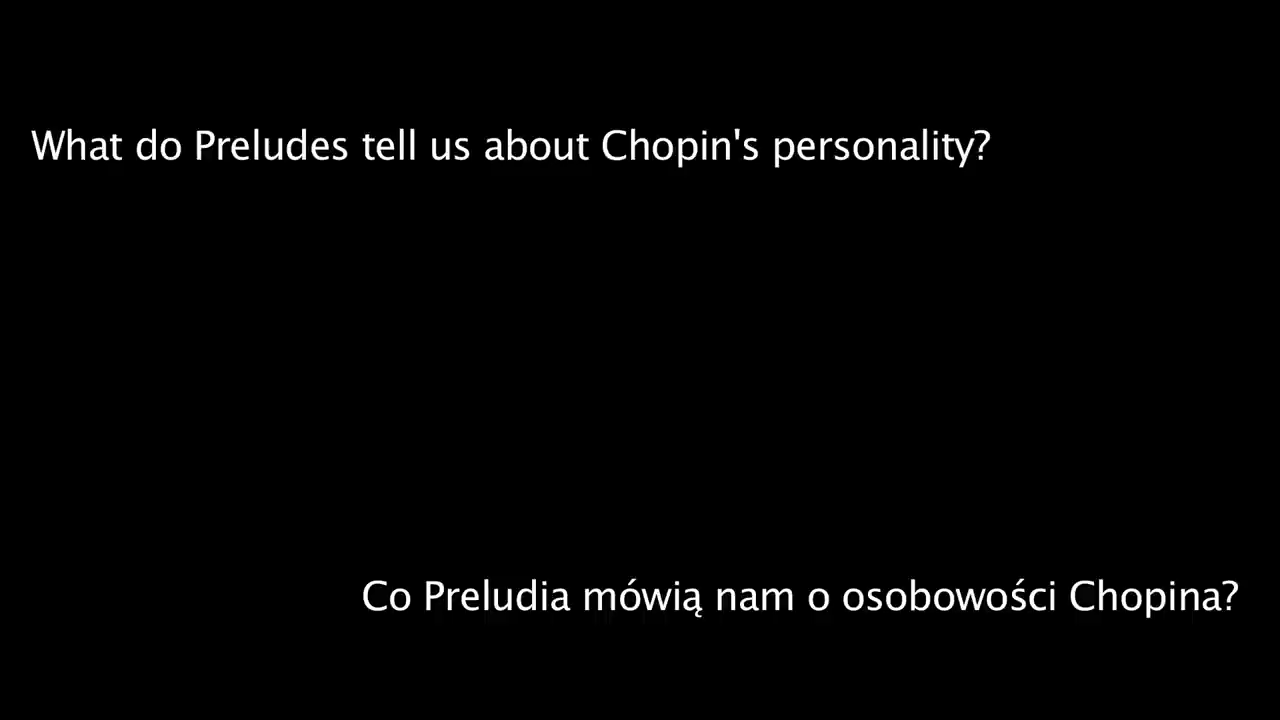 What do Preludes tell us about Chopin's personality?
Co Preludia mówią nam o osobowości Chopina?